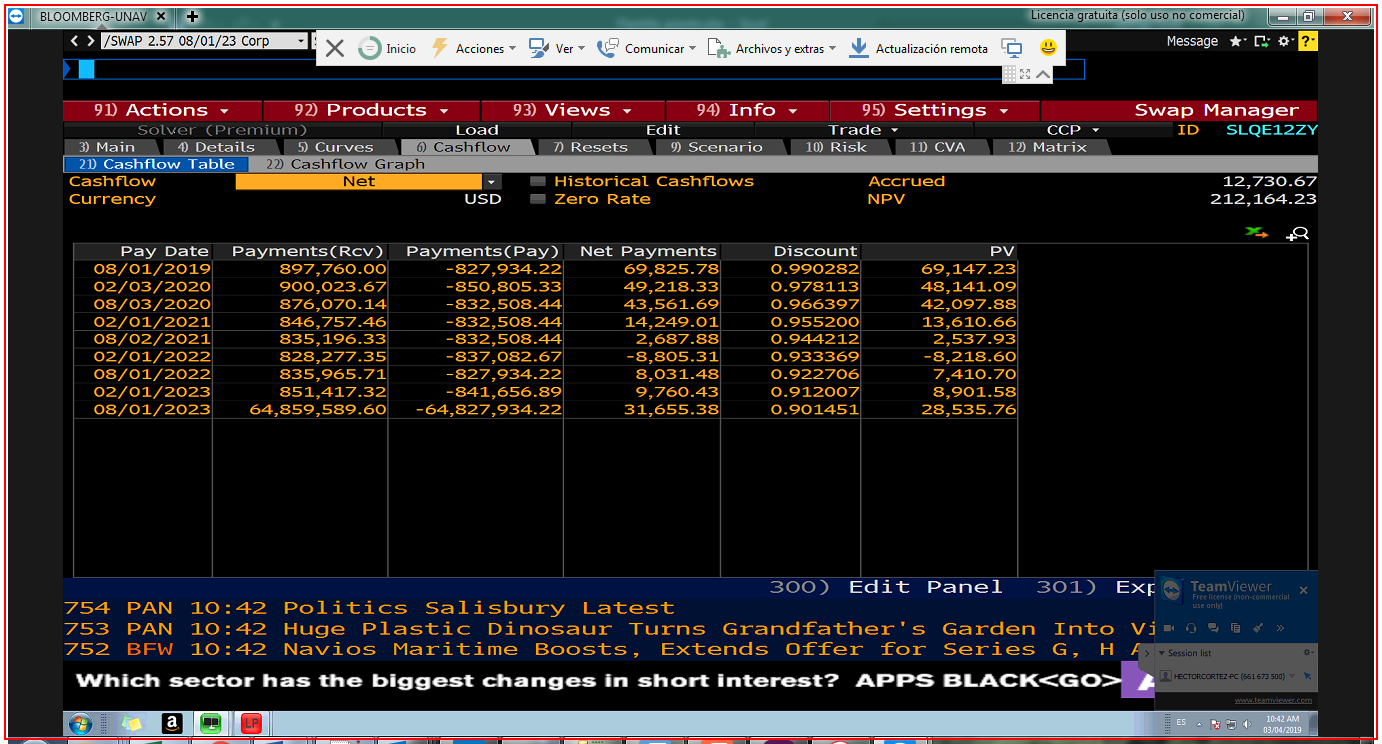 BLOOMBERG-UNAV
Licencia gratuita (solo uso no comercial)
/SWAP 2.57 08/01/23 Corp
Inicio Acciones Ver Comunicar Archivos y extras Actualización remota
Message
91) Actions 92) Products 93) Views 94) Info 95) Settings Swap Manager
Solver (Premium) Load Edit Trade CCP ID SLQE12ZY
3) Main 4) Details 5) Curves 6) Cashflow 7) Resets 9) Scenario 10) Risk 11) CVA 12) Matrix
21) Cashflow Table 22) Cashflow Graph
Cashflow Net Historical Cashflows Accrued 12,730.67
Currency USD Zero Rate NPV 212,164.23
Pay Date Payments(Rcv) Payments(Pay) Net Payments Discount PV
08/01/2019 897,760.00 -827,934.22 69,825.78 0.990282 69,147.23
02/03/2020 900,023.67 -850,805.33 49,218.33 0.978113 48,141.09
08/03/2020 876,070.14 -832,508.44 43,561.69 0.966397 42,097.88
02/01/2021 846,757.46 -832,508.44 14,249.01 0.955200 13,610.66
08/02/2021 835,196.33 -832,508.44 2,687.88 0.944212 2,537.93
02/01/2022 828,277.35 -837,082.67 -8,805.31 0.933369 -8,218.60
08/01/2022 835,965.71 -827,934.22 8,031.48 0.922706 7,410.70
02/01/2023 851,417.32 -841,656.89 9,760.43 0.912007 8,901.58
08/01/2023 64,859,589.60 -64,827,934.22 31,655.38 0.901451 28,535.76
300) Edit Panel 301) Exp
754 PAN 10:42 Politics Salisbury Latest
753 PAN 10:42 Huge Plastic Dinosaur Turns Grandfather's Garden Into Vi
752 BFW 10:42 Navios Maritime Boosts, Extends Offer for Series G, H A
Which sector has the biggest changes in short interest? APPS BLACK<GO>
TeamViewer
Free license (non-commercial
use only)
Session list
HECTORCORTEZ-PC (661 673 500)
www.teamviewer.com
a
LP
ES
10:42 AM
03/04/2019